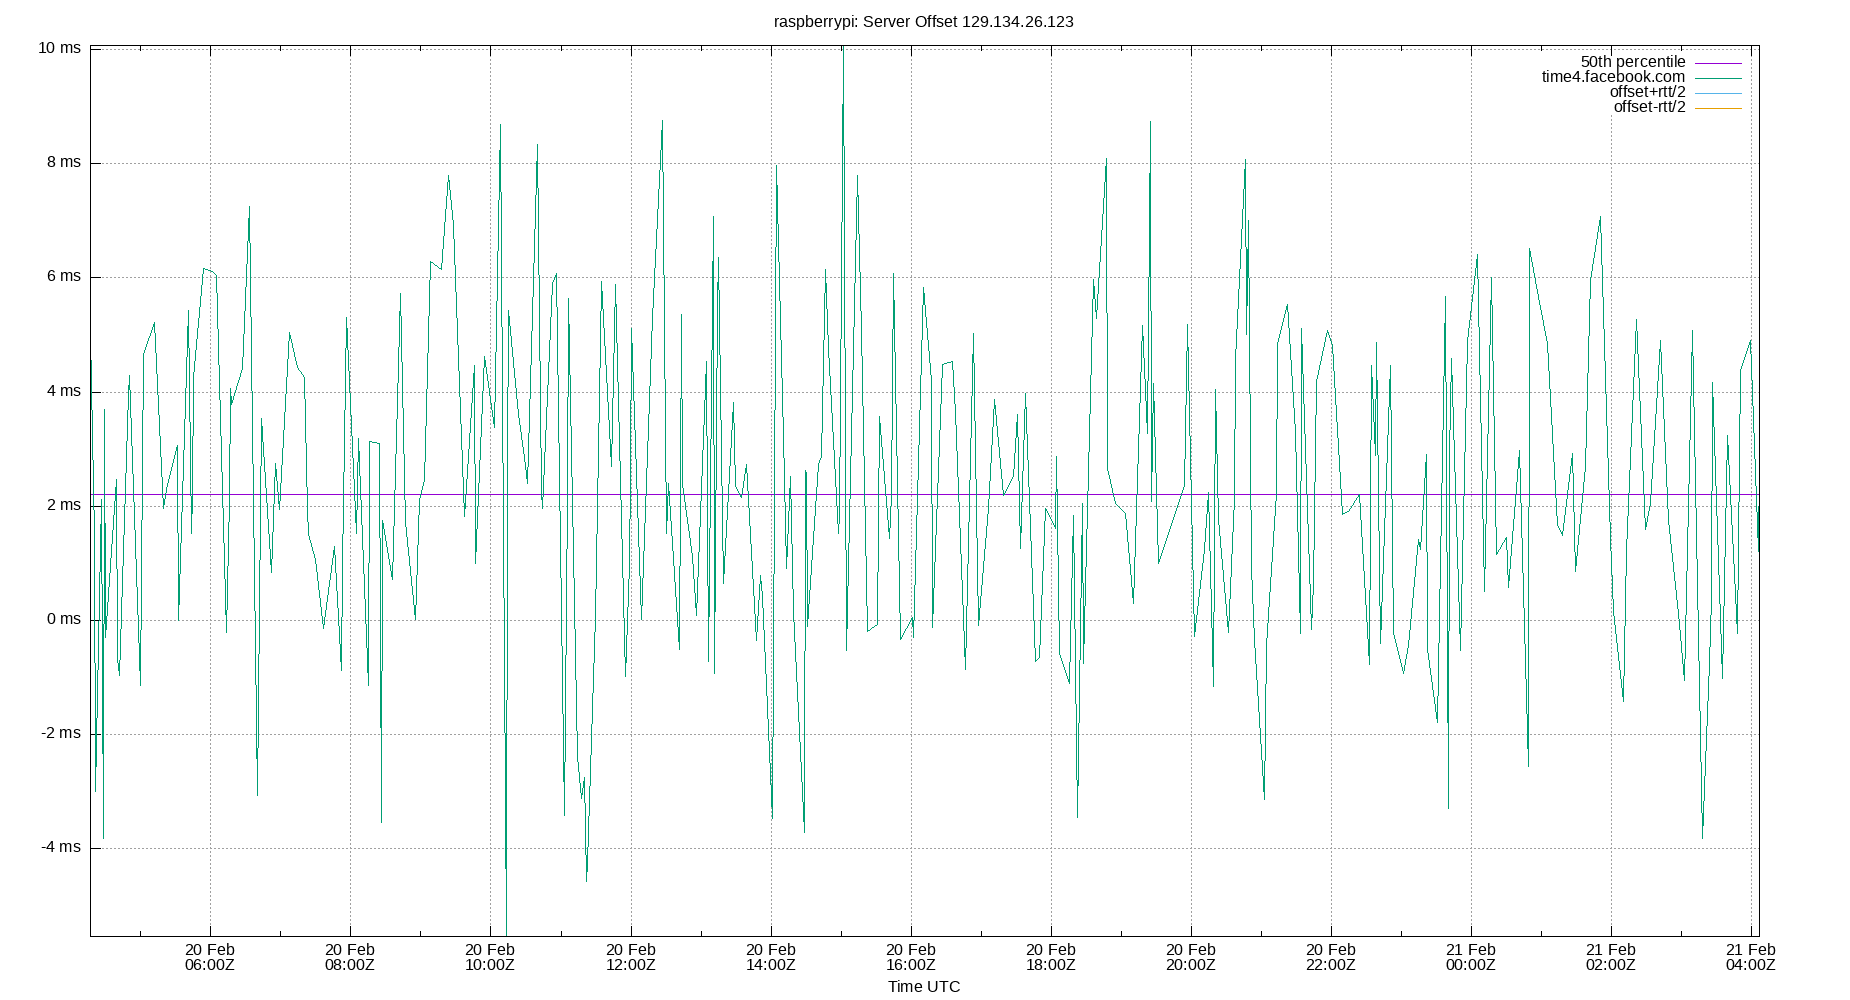 raspberrypi: Server Offset 129.134.26.123
10 ms
8 ms
6 ms
4 ms
2 ms
0 ms
-2 ms
-4 ms
50th percentile
time4.facebook.com
offset+rtt/2
offset-rtt/2
20 Feb 20 Feb 20 Feb 20 Feb 20 Feb 20 Feb 20 Feb 20 Feb 20 Feb 21 Feb 21 Feb 21 Feb
06:00Z 08:00Z 10:00Z 12:00Z 14:00Z 16:00Z 18:00Z 20:00Z 22:00Z 00:00Z 02:00Z 04:00Z
Time UTC